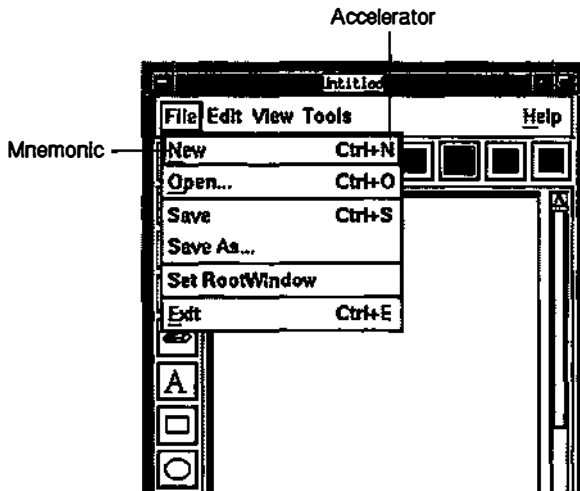 Accelerator
Untitled
File Edit View Tools Help
Mnemonic
New Ctrl+N
Open... Ctrl+O
Save Ctrl+S
Save As...
Set RootWindow
Exit Ctrl+E
A